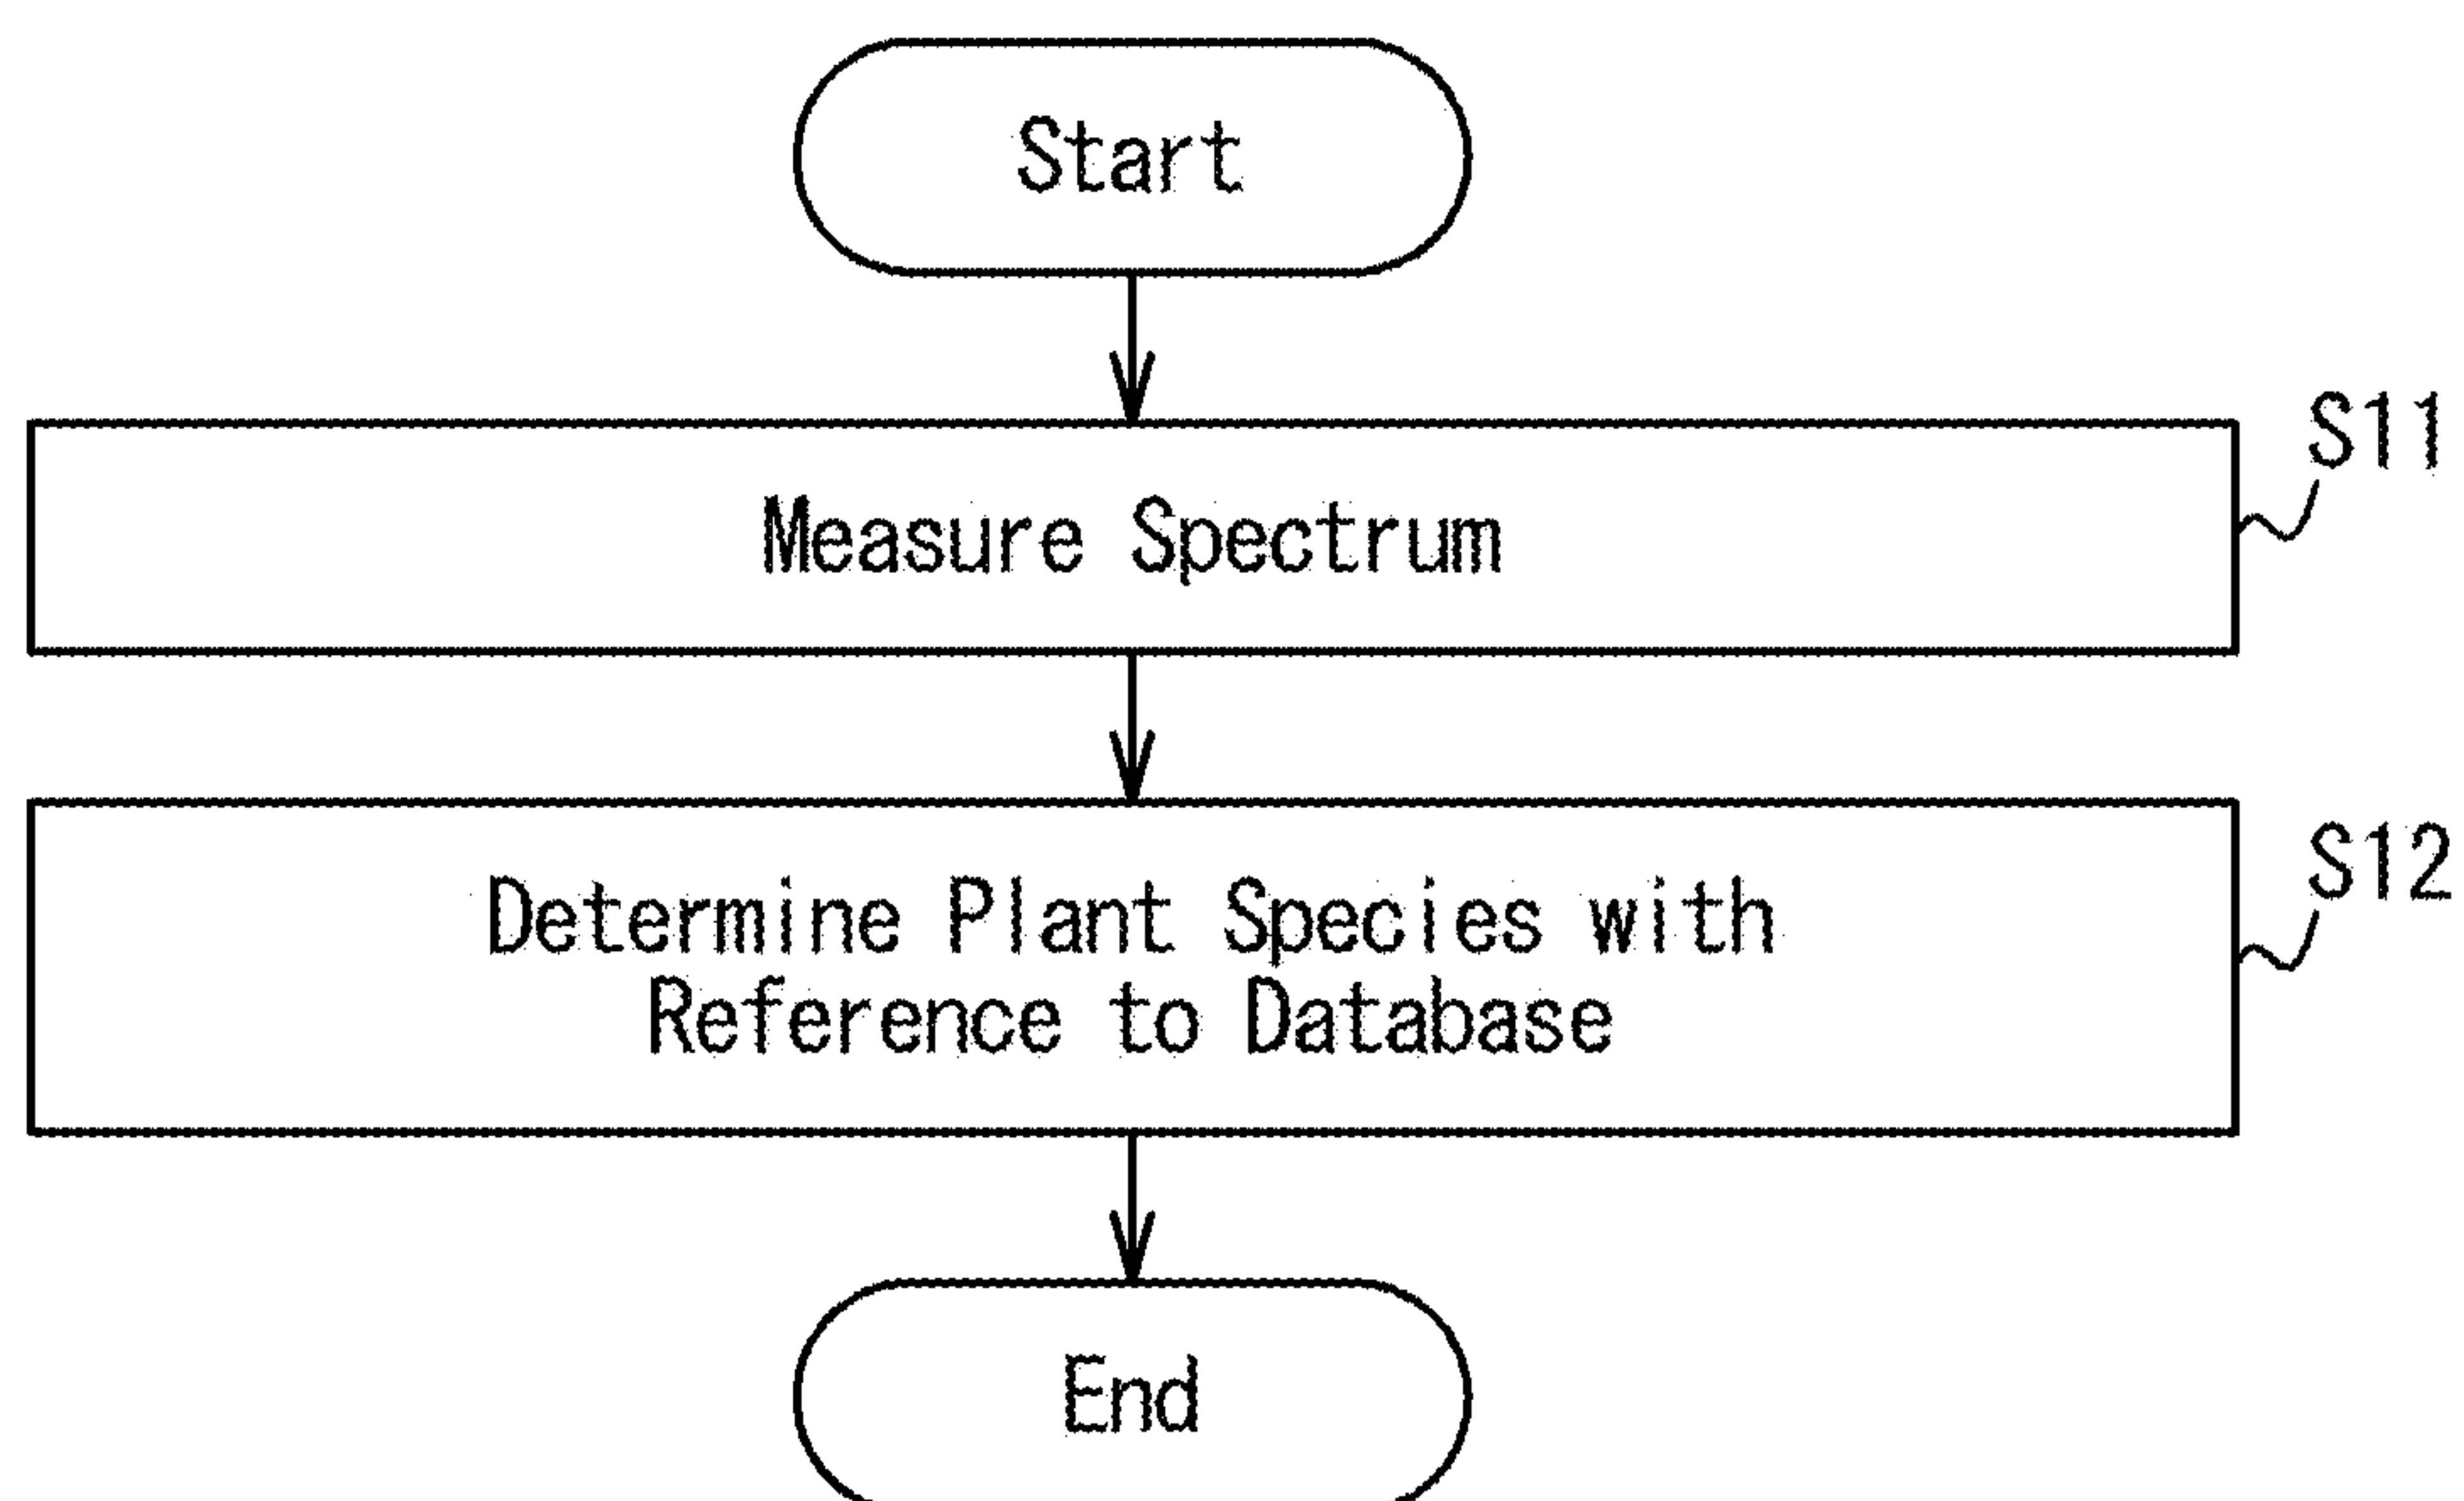 Start
S11
Measure Spectrum
S12
Determine Plant Species with
Reference to Database
End